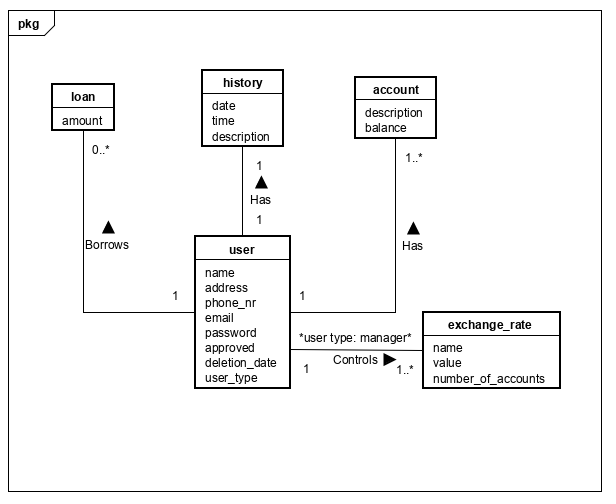 pkg
loan
amount
history
date
time
description
account
description
balance
0..*
1
1..*
▲
Has
1
▲
Borrows
▲
Has
user
name
address
phone_nr
email
password
approved
deletion_date
user_type
1
1
*user type: manager*
Controls ▶
1
1..*
exchange_rate
name
value
number_of_accounts